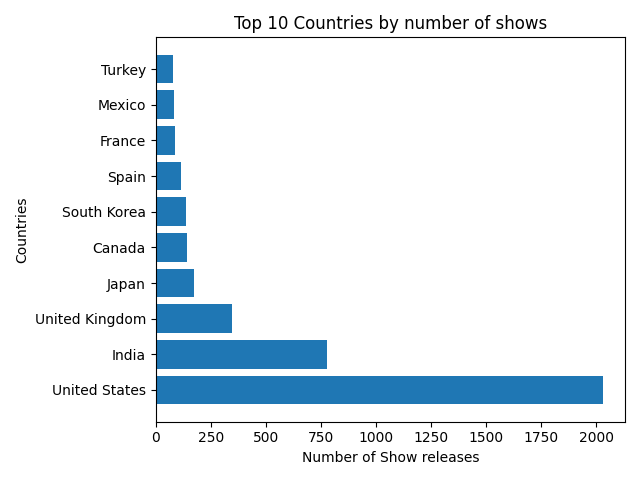 Top 10 Countries by number of shows
Turkey
Mexico
France
Spain
South Korea
Canada
Japan
United Kingdom
India
United States
Countries
0 250 500 750 1000 1250 1500 1750 2000
Number of Show releases